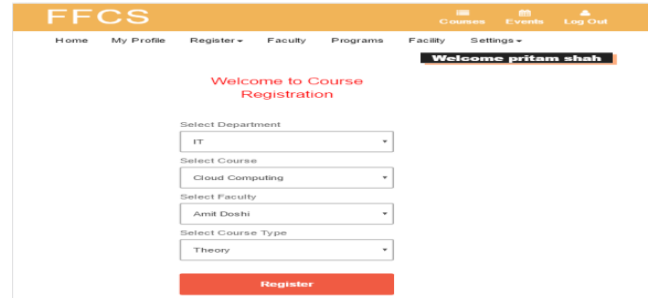 FFCS
Courses Events Log Out
Home My Profile Register Faculty Programs Facility Settings
Welcome pritam shah
Welcome to Course
Registration
Select Department
IT
Select Course
Cloud Computing
Select Faculty
Amit Doshi
Select Course Type
Theory
Register